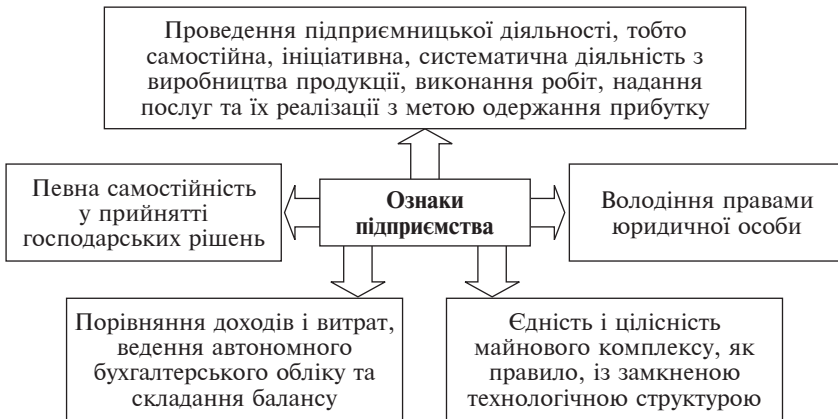 Проведення підприємницької діяльності, тобто
самостійна, ініціативна, систематична діяльність з
виробництва продукції, виконання робіт, надання
послуг та їх реалізації з метою одержання прибутку
Певна самостійність
у прийнятті
господарських рішень
Ознаки
підприємства
Володіння правами
юридичної особи
Порівняння доходів і витрат,
ведення автономного
бухгалтерського обліку та
складання балансу
Єдність і цілісність
майнового комплексу, як
правило, із замкненою
технологічною структурою